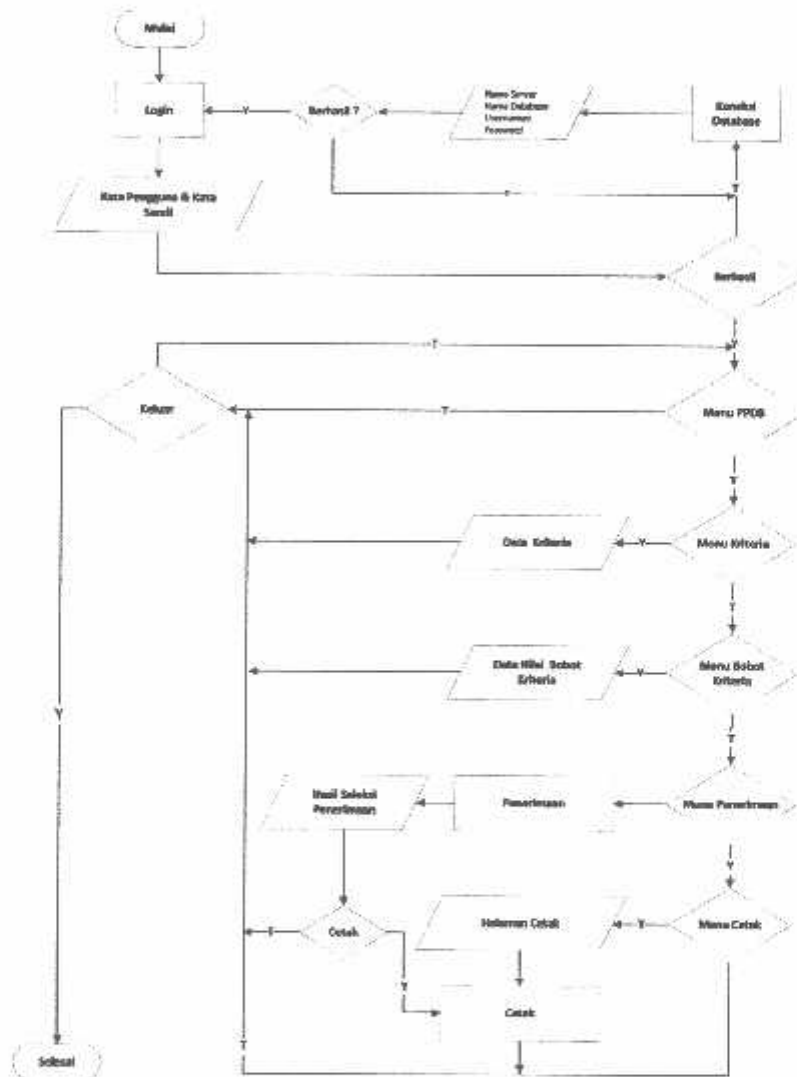 Mulai
Login
Berhasil ?
Y
Nama Server
Nama Database
Username
Password
Koneksi
Database
Kata Pengguna & Kata
Sandi
Berhasil
Keluar
Menu PPDB
Data Kriteria
Y
Menu Kriteria
Y
Data Nilai Bobot
Kriteria
Y
Menu Bobot
Kriteria
Y
Hasil Seleksi
Penerimaan
Penerimaan
Menu Penerimaan
Y
Cetak
Halaman Cetak
Y
Menu Cetak
Cetak
Selesai